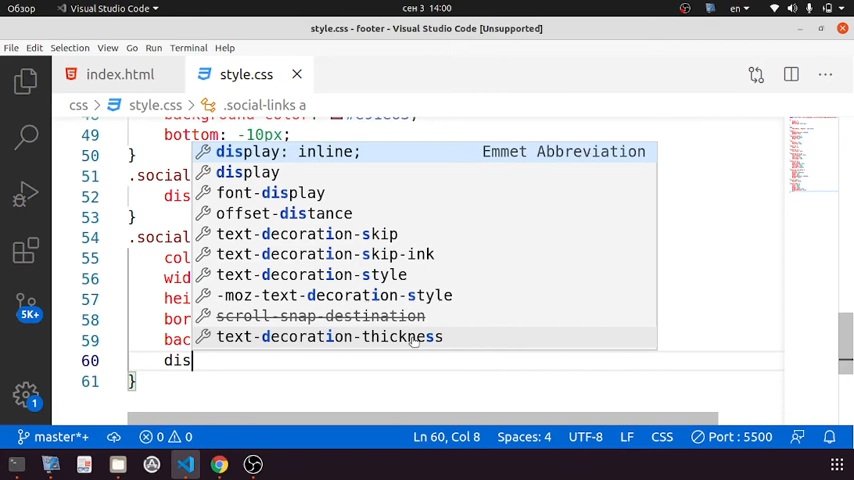 Обзор Visual Studio Code сен 3 14:00 en
style.css - footer - Visual Studio Code [Unsupported]
File Edit Selection View Go Run Terminal Help
index.html style.css
css > style.css > .social-links a
49 bottom: -10px;
50 }
51 .social
52 dis
53 }
54 .social
55 col
56 wid
57 hei
58 bor
59 bac
60 dis
61 }
display: inline; Emmet Abbreviation
display
font-display
offset-distance
text-decoration-skip
text-decoration-skip-ink
text-decoration-style
-moz-text-decoration-style
scroll-snap-destination
text-decoration-thickness
5K+
1
master*+ 0 0 Ln 60, Col 8 Spaces: 4 UTF-8 LF CSS Port : 5500